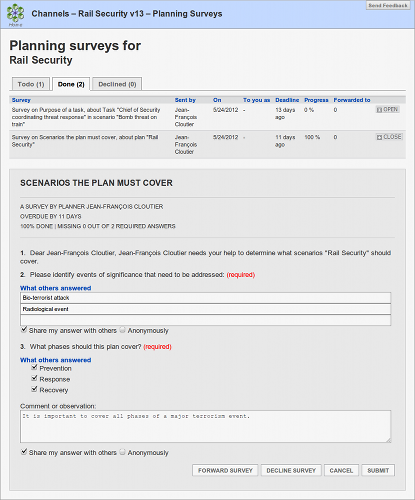 Send Feedback
Channels – Rail Security v13 – Planning Surveys
Planning surveys for
Rail Security
Todo (1) Done (2) Declined (0)
Survey Sent by On To you as Deadline Progress Forwarded to
Survey on Purpose of a task, about Task "Chief of Security coordinating threat response" in scenario "Bomb threat on train" Jean-François Cloutier 5/24/2012 - 13 days ago 0 % 0 OPEN
Survey on Scenarios the plan must cover, about plan "Rail Security" Jean-François Cloutier 5/24/2012 - 11 days ago 100 % 0 CLOSE
SCENARIOS THE PLAN MUST COVER
A SURVEY BY PLANNER JEAN-FRANÇOIS CLOUTIER
OVERDUE BY 11 DAYS
100% DONE | MISSING 0 OUT OF 2 REQUIRED ANSWERS
1. Dear Jean-François Cloutier, Jean-François Cloutier needs your help to determine what scenarios "Rail Security" should
cover.
2. Please identify events of significance that need to be addressed: (required)
What others answered
Bio-terrorist attack
Radiological event
Share my answer with others Anonymously
3. What phases should this plan cover? (required)
What others answered
Prevention
Response
Recovery
Comment or observation:
It is important to cover all phases of a major terrorism event.
Share my answer with others Anonymously
FORWARD SURVEY DECLINE SURVEY CANCEL SUBMIT